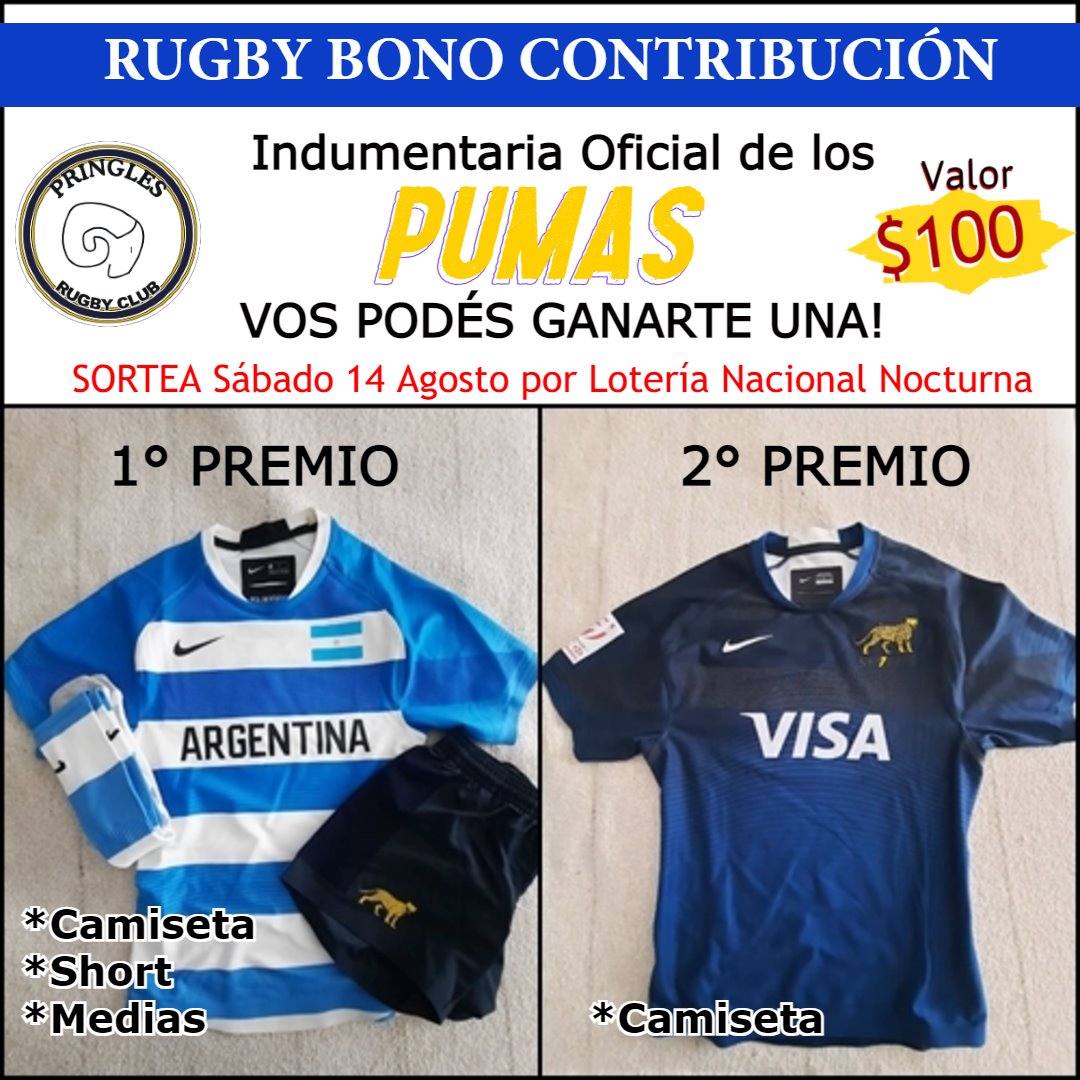 RUGBY BONO CONTRIBUCIÓN
PRINGLES
RUGBY CLUB
Indumentaria Oficial de los
PUMAS
Valor
$100
VOS PODÉS GANARTE UNA!
SORTEA Sábado 14 Agosto por Lotería Nacional Nocturna
1° PREMIO
ARGENTINA
*Camiseta
*Short
*Medias
2° PREMIO
VISA
*Camiseta